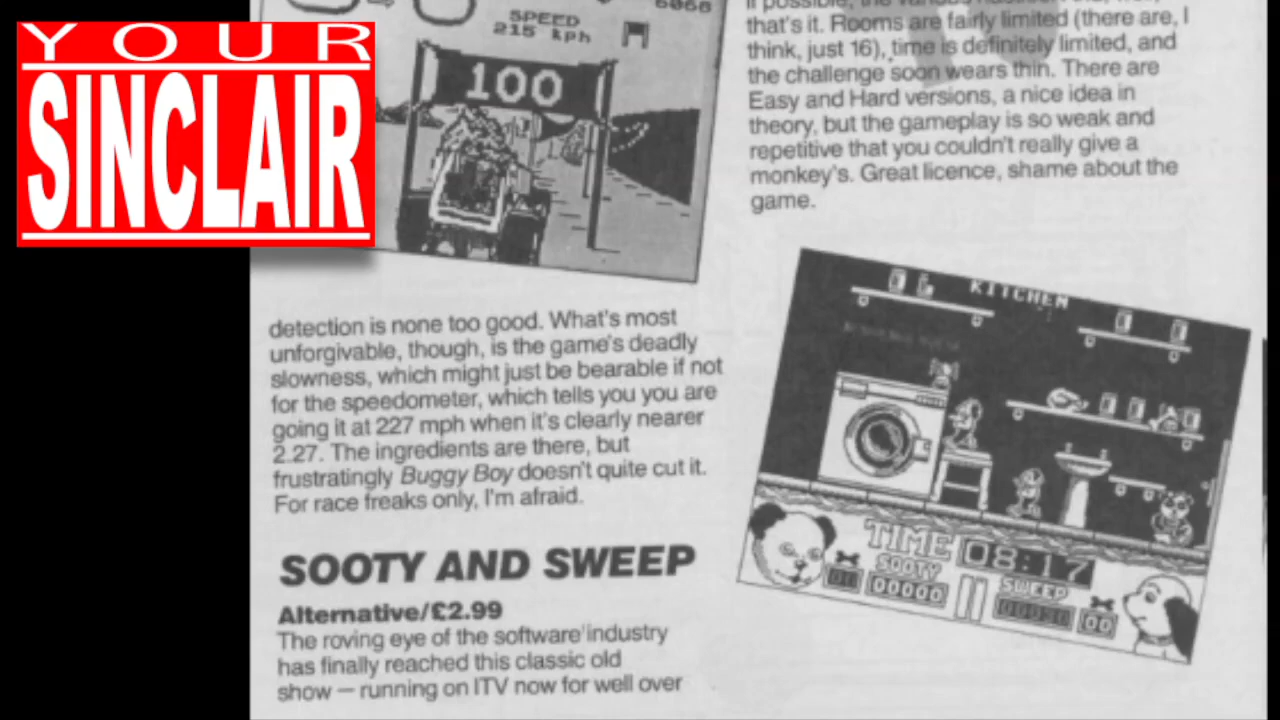 YOUR
SINCLAIR
6068
SPEED
215 kph
100
detection is none too good. What's most
unforgivable, though, is the game's deadly
slowness, which might just be bearable if not
for the speedometer, which tells you you are
going it at 227 mph when it's clearly nearer
2.27. The ingredients are there, but
frustratingly Buggy Boy doesn't quite cut it.
For race freaks only, I'm afraid.
SOOTY AND SWEEP
Alternative/£2.99
The roving eye of the software industry
has finally reached this classic old
show — running on ITV now for well over
that's it. Rooms are fairly limited (there are, I
think, just 16), time is definitely limited, and
the challenge soon wears thin. There are
Easy and Hard versions, a nice idea in
theory, but the gameplay is so weak and
repetitive that you couldn't really give a
monkey's. Great licence, shame about the
game.
KITCHEN
TIME 08:17
SOOTY
00000
SWEEP
00